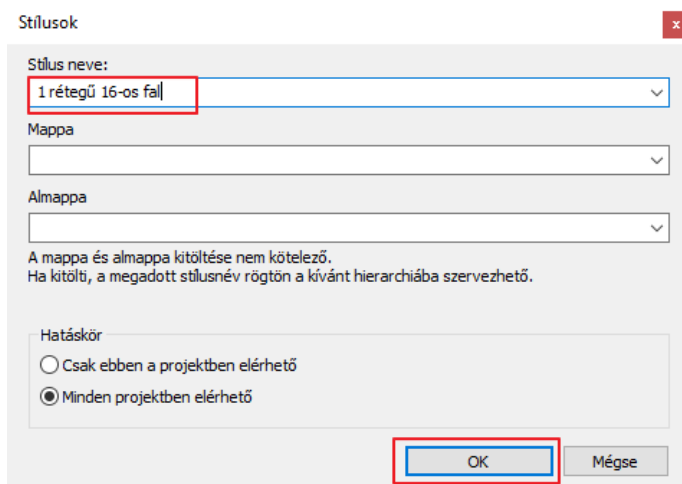 Stílusok
x
Stílus neve:
1 rétegű 16-os fal
Mappa
Almappa
A mappa és almappa kitöltése nem kötelező.
Ha kitölti, a megadott stílusnév rögtön a kívánt hierarchiába szervezhető.
Hatáskör
Csak ebben a projektben elérhető
Minden projektben elérhető
OK Mégse